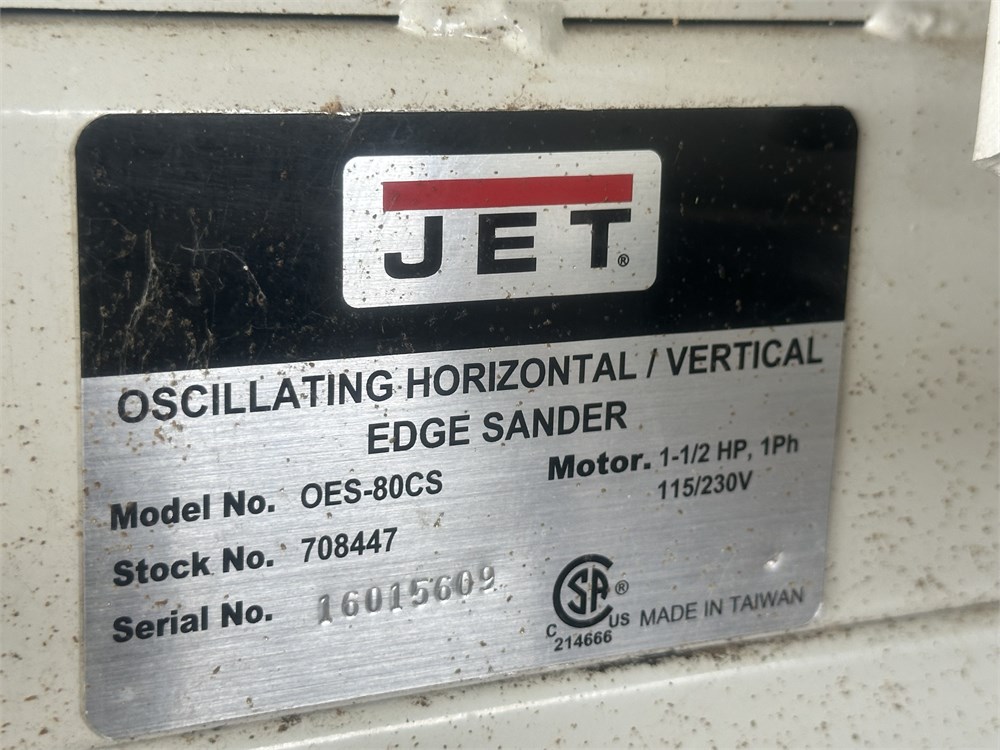 JET®
OSCILLATING HORIZONTAL / VERTICAL
EDGE SANDER
Model No. OES-80CS
Motor. 1-1/2 HP, 1Ph
115/230V
Stock No. 708447
Serial No. 16015609
CSA®
C US
214666
MADE IN TAIWAN